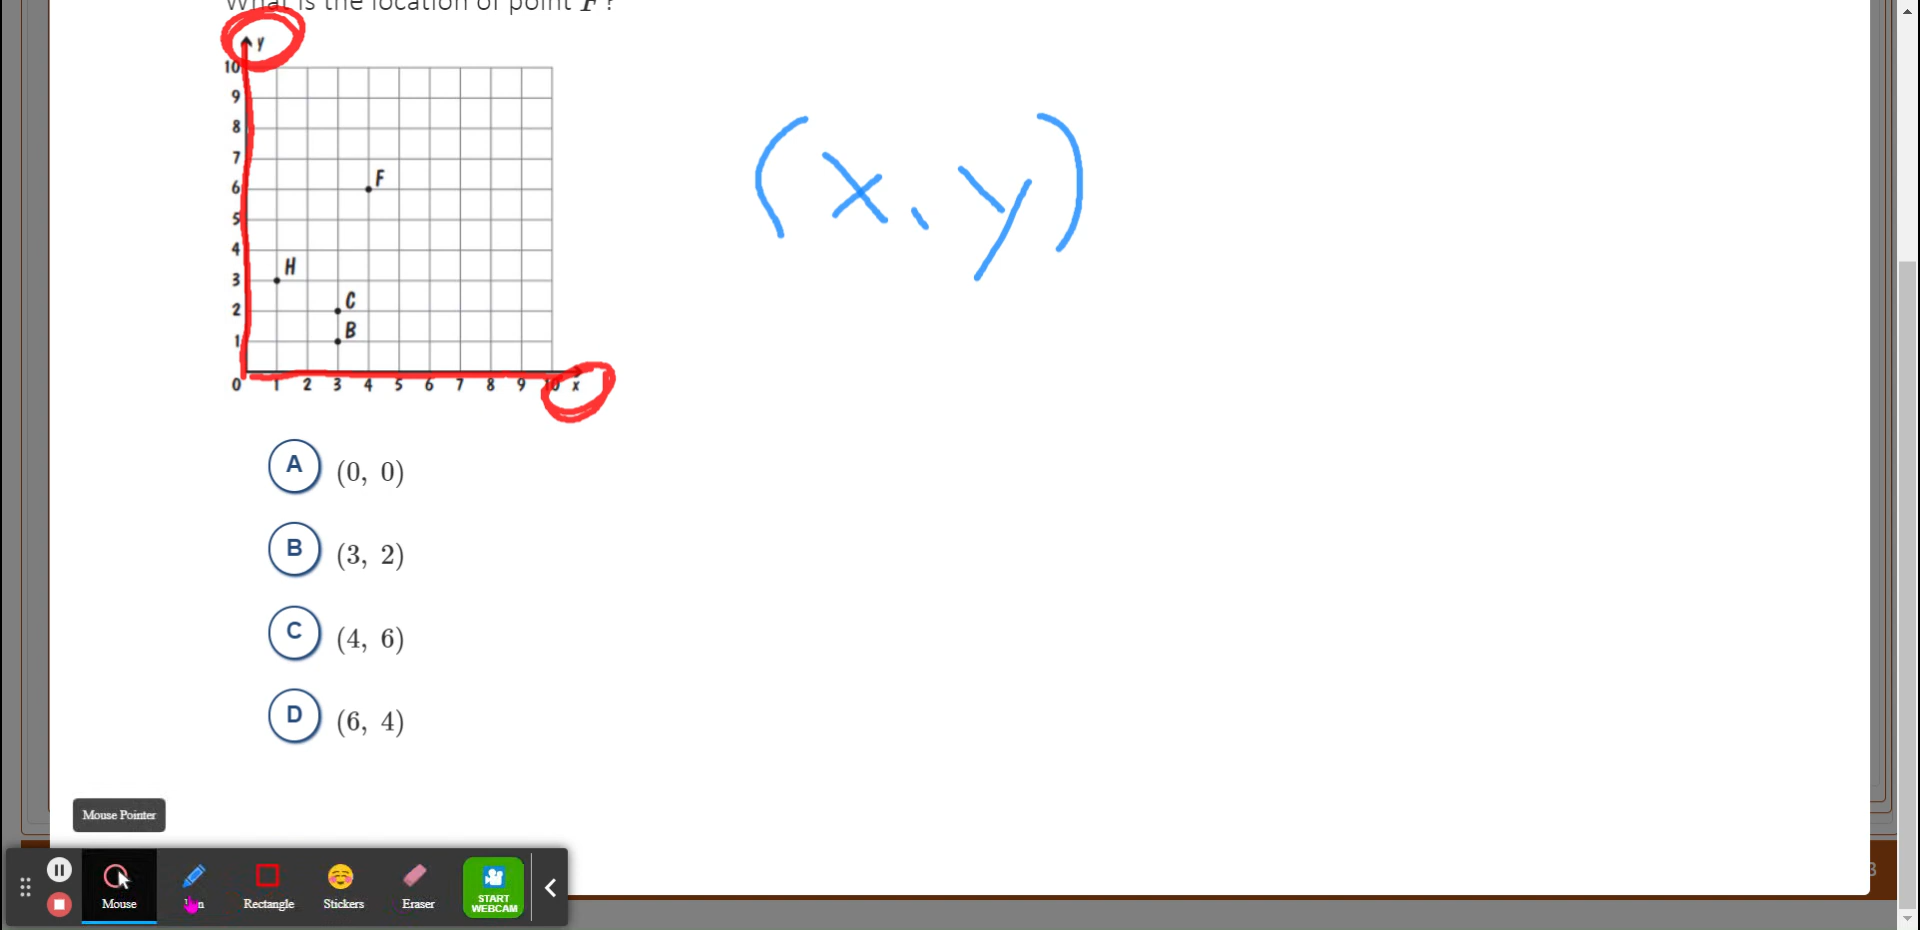 What is the location of point F ?
y
10
9
8
7
6
5
4
3
2
1
F
H
C
B
(x, y)
0 1 2 3 4 5 6 7 8 9 10 x
A (0, 0)
B (3, 2)
C (4, 6)
D (6, 4)
Mouse Pointer
Mouse
Rectangle Stickers Eraser START WEBCAM